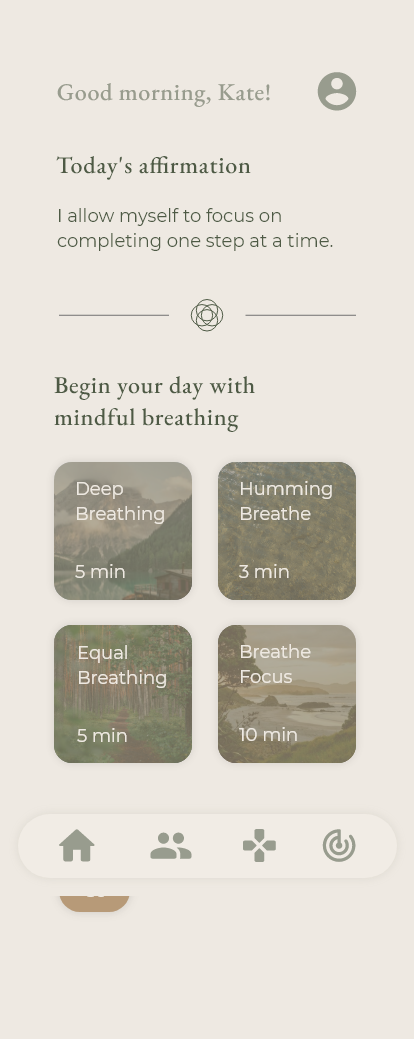 Good morning, Kate!
Today's affirmation
I allow myself to focus on
completing one step at a time.
Begin your day with
mindful breathing
Deep
Breathing
5 min
Humming
Breathe
3 min
Equal
Breathing
5 min
Breathe
Focus
10 min